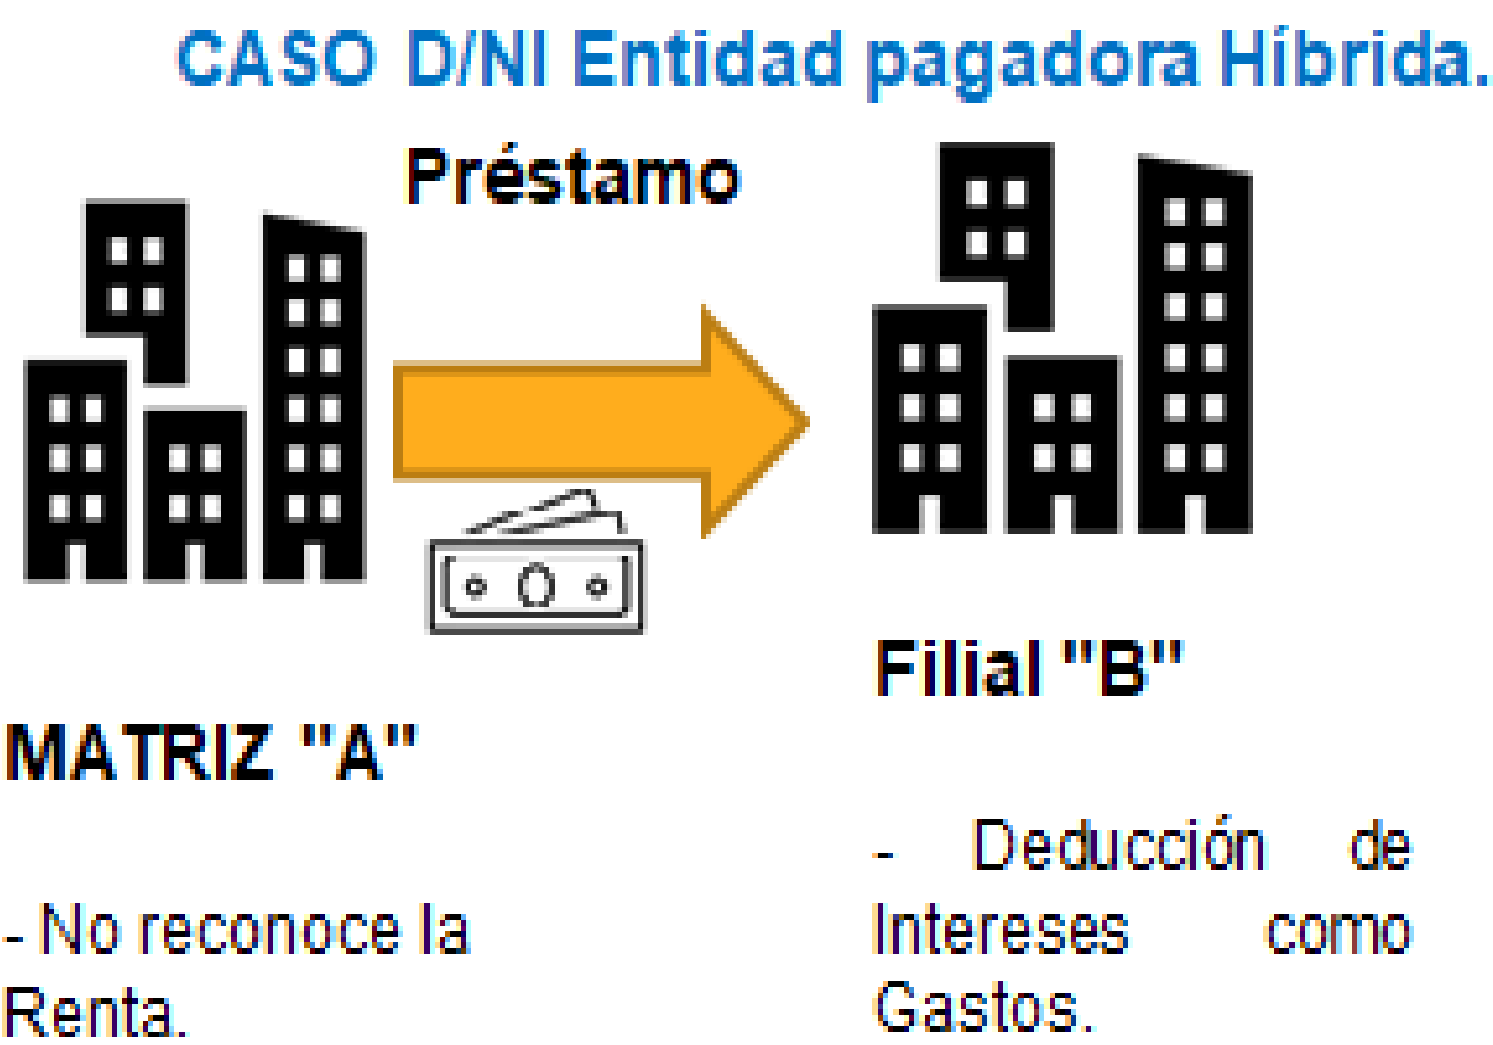 CASO D/NI Entidad pagadora Híbrida.
Préstamo
Filial "B"
MATRIZ "A"
- Deducción de
Intereses como
Gastos.
- No reconoce la
Renta.